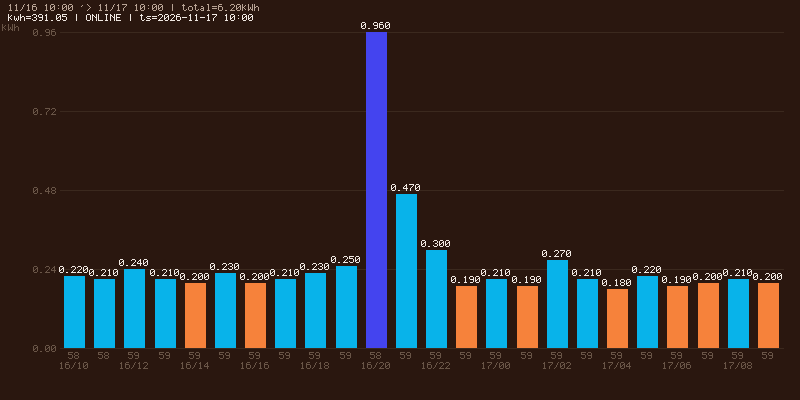 11/16 10:00 -> 11/17 10:00 | total=6.20kWh
Kwh=391.05 | ONLINE | ts=2026-11-17 10:00
kWh
0.960
0.96
0.72
0.48
0.24
0.00
0.220 0.210 0.240 0.210 0.200 0.230 0.200 0.210 0.230 0.250 0.470 0.300 0.190 0.210 0.190 0.270 0.210 0.180 0.220 0.190 0.200 0.210 0.200
58 58 59 59 59 59 59 59 59 59 58 59 59 59 59 59 59 59 59 59 59 59 59 59
16/10 16/12 16/14 16/16 16/18 16/20 16/22 17/00 17/02 17/04 17/06 17/08